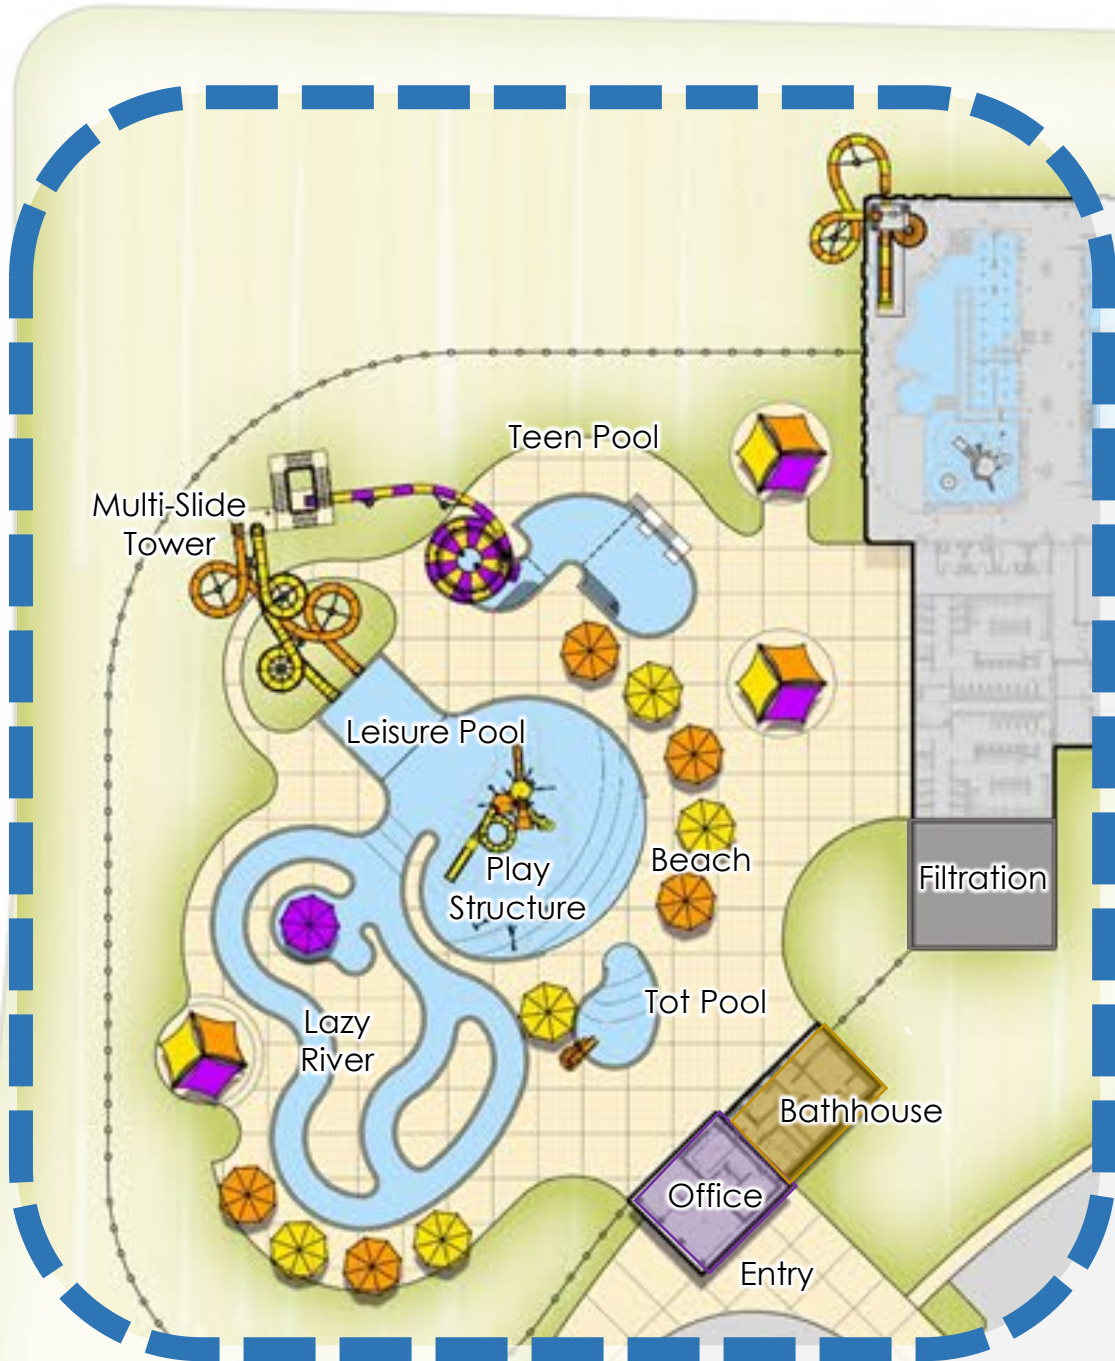 Teen Pool
Multi-Slide
Tower
Leisure Pool
Play
Structure
Beach
Filtration
Tot Pool
Lazy
River
Bathhouse
Office
Entry